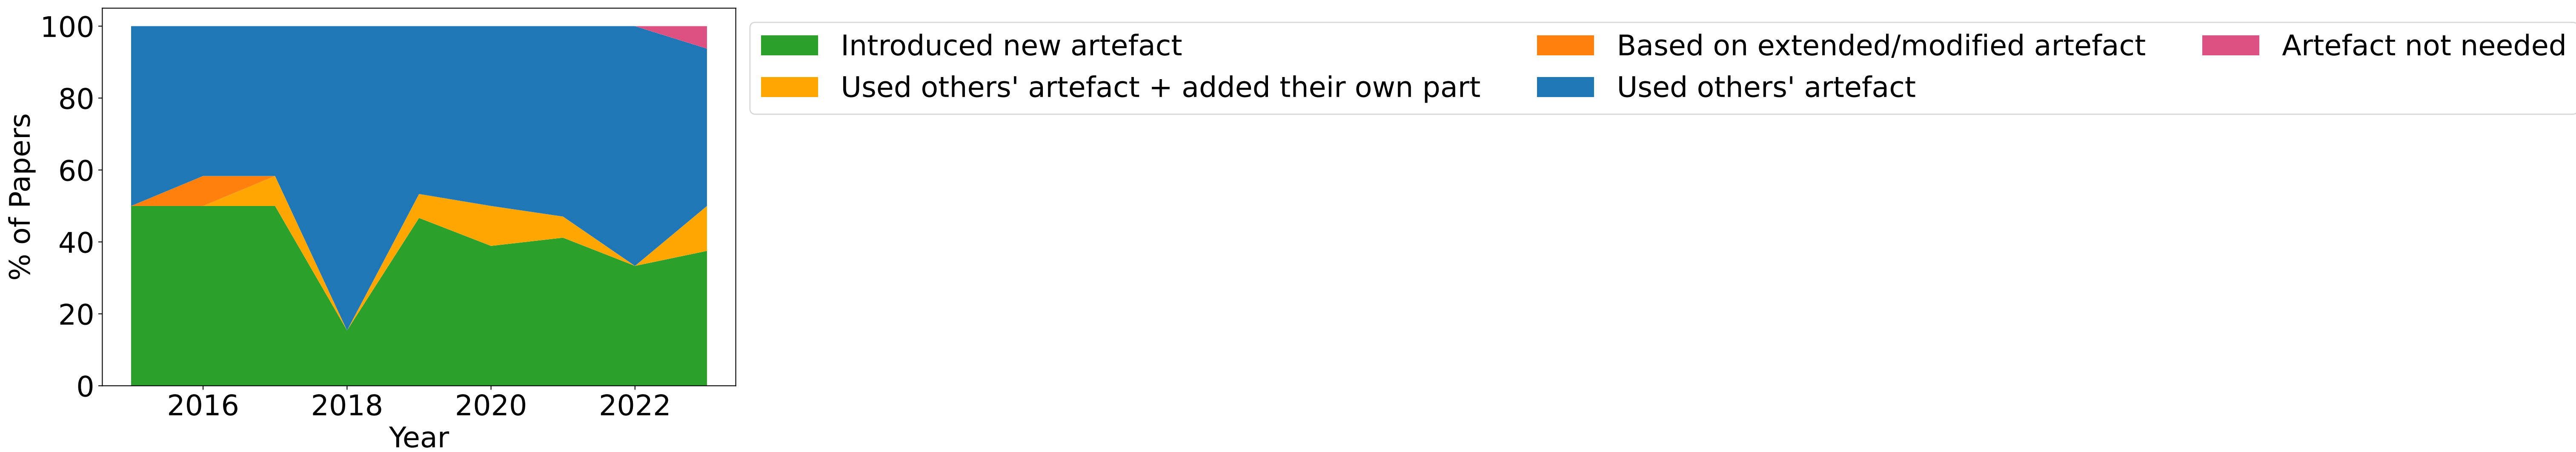 100
80
60
40
20
0
% of Papers
2016 2018 2020 2022
Year
Introduced new artefact
Used others' artefact + added their own part
Based on extended/modified artefact
Used others' artefact
Artefact not needed